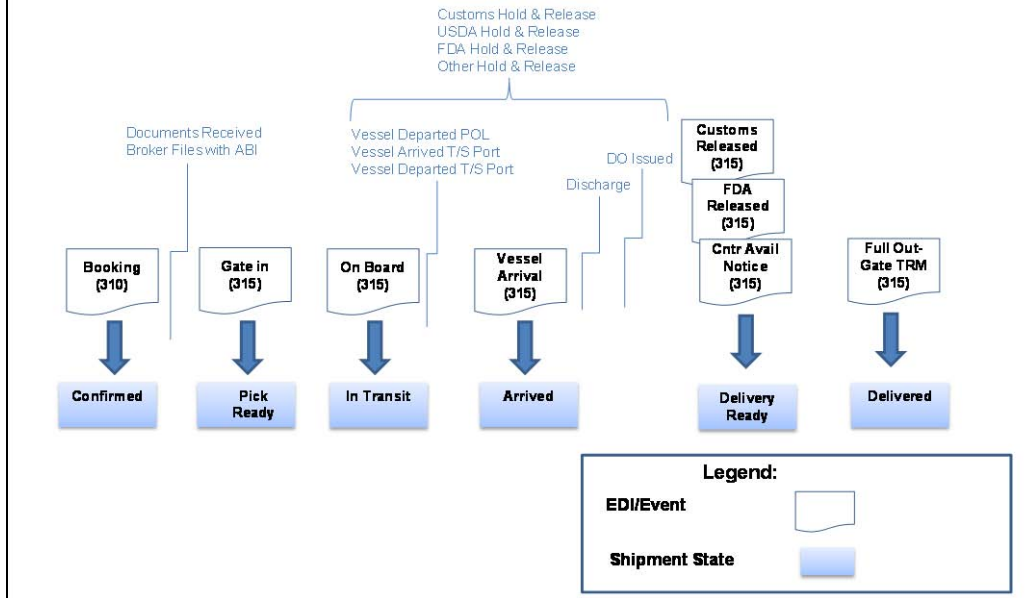 Customs Hold & Release
USDA Hold & Release
FDA Hold & Release
Other Hold & Release
Documents Received
Broker Files with ABI
Vessel Departed POL
Vessel Arrived T/S Port
Vessel Departed T/S Port
Discharge
DO Issued
Booking
(310)
Gate in
(315)
On Board
(315)
Vessel
Arrival
(315)
Customs
Released
(315)
FDA
Released
(315)
Cntr Avail
Notice
(315)
Full Out-
Gate TRM
(315)
Confirmed
Pick
Ready
In Transit
Arrived
Delivery
Ready
Delivered
Legend:
EDI/Event
Shipment State